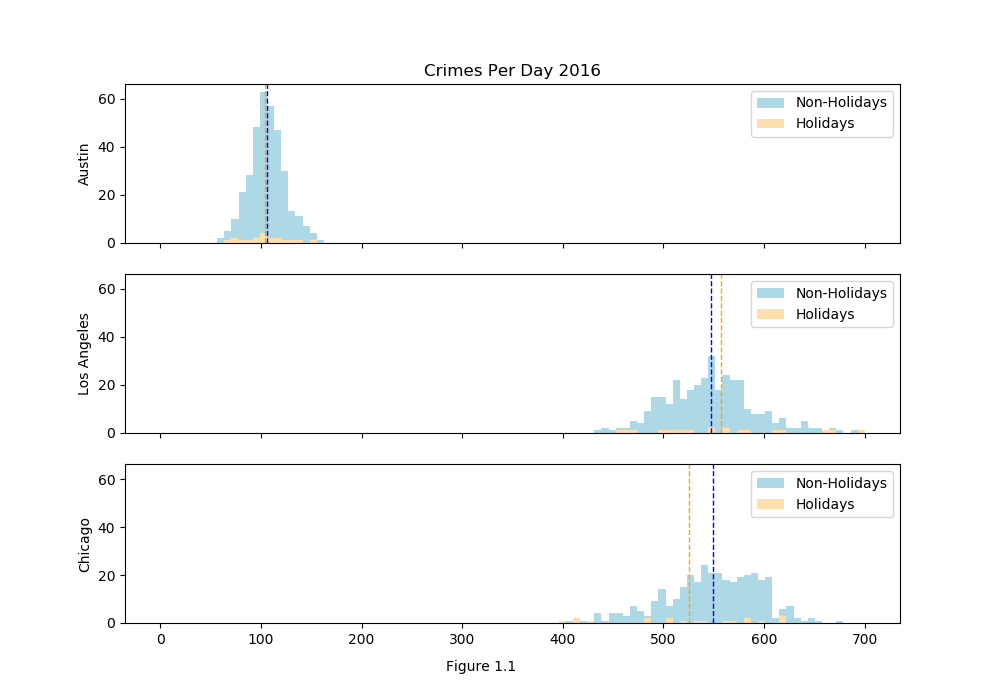 Crimes Per Day 2016
60
40
20
0
Austin
Non-Holidays
Holidays
60
40
20
0
Los Angeles
Non-Holidays
Holidays
60
40
20
0
Chicago
Non-Holidays
Holidays
0 100 200 300 400 500 600 700
Figure 1.1